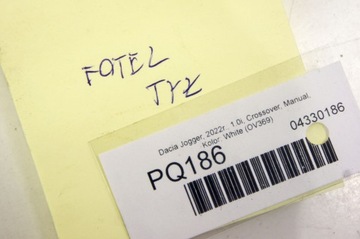 FOTEL
TYŁ
Dacia Jogger, 2022r., 1.0i, Crossover, Manual,
Kolor: White (OV369)
PQ186
04330186